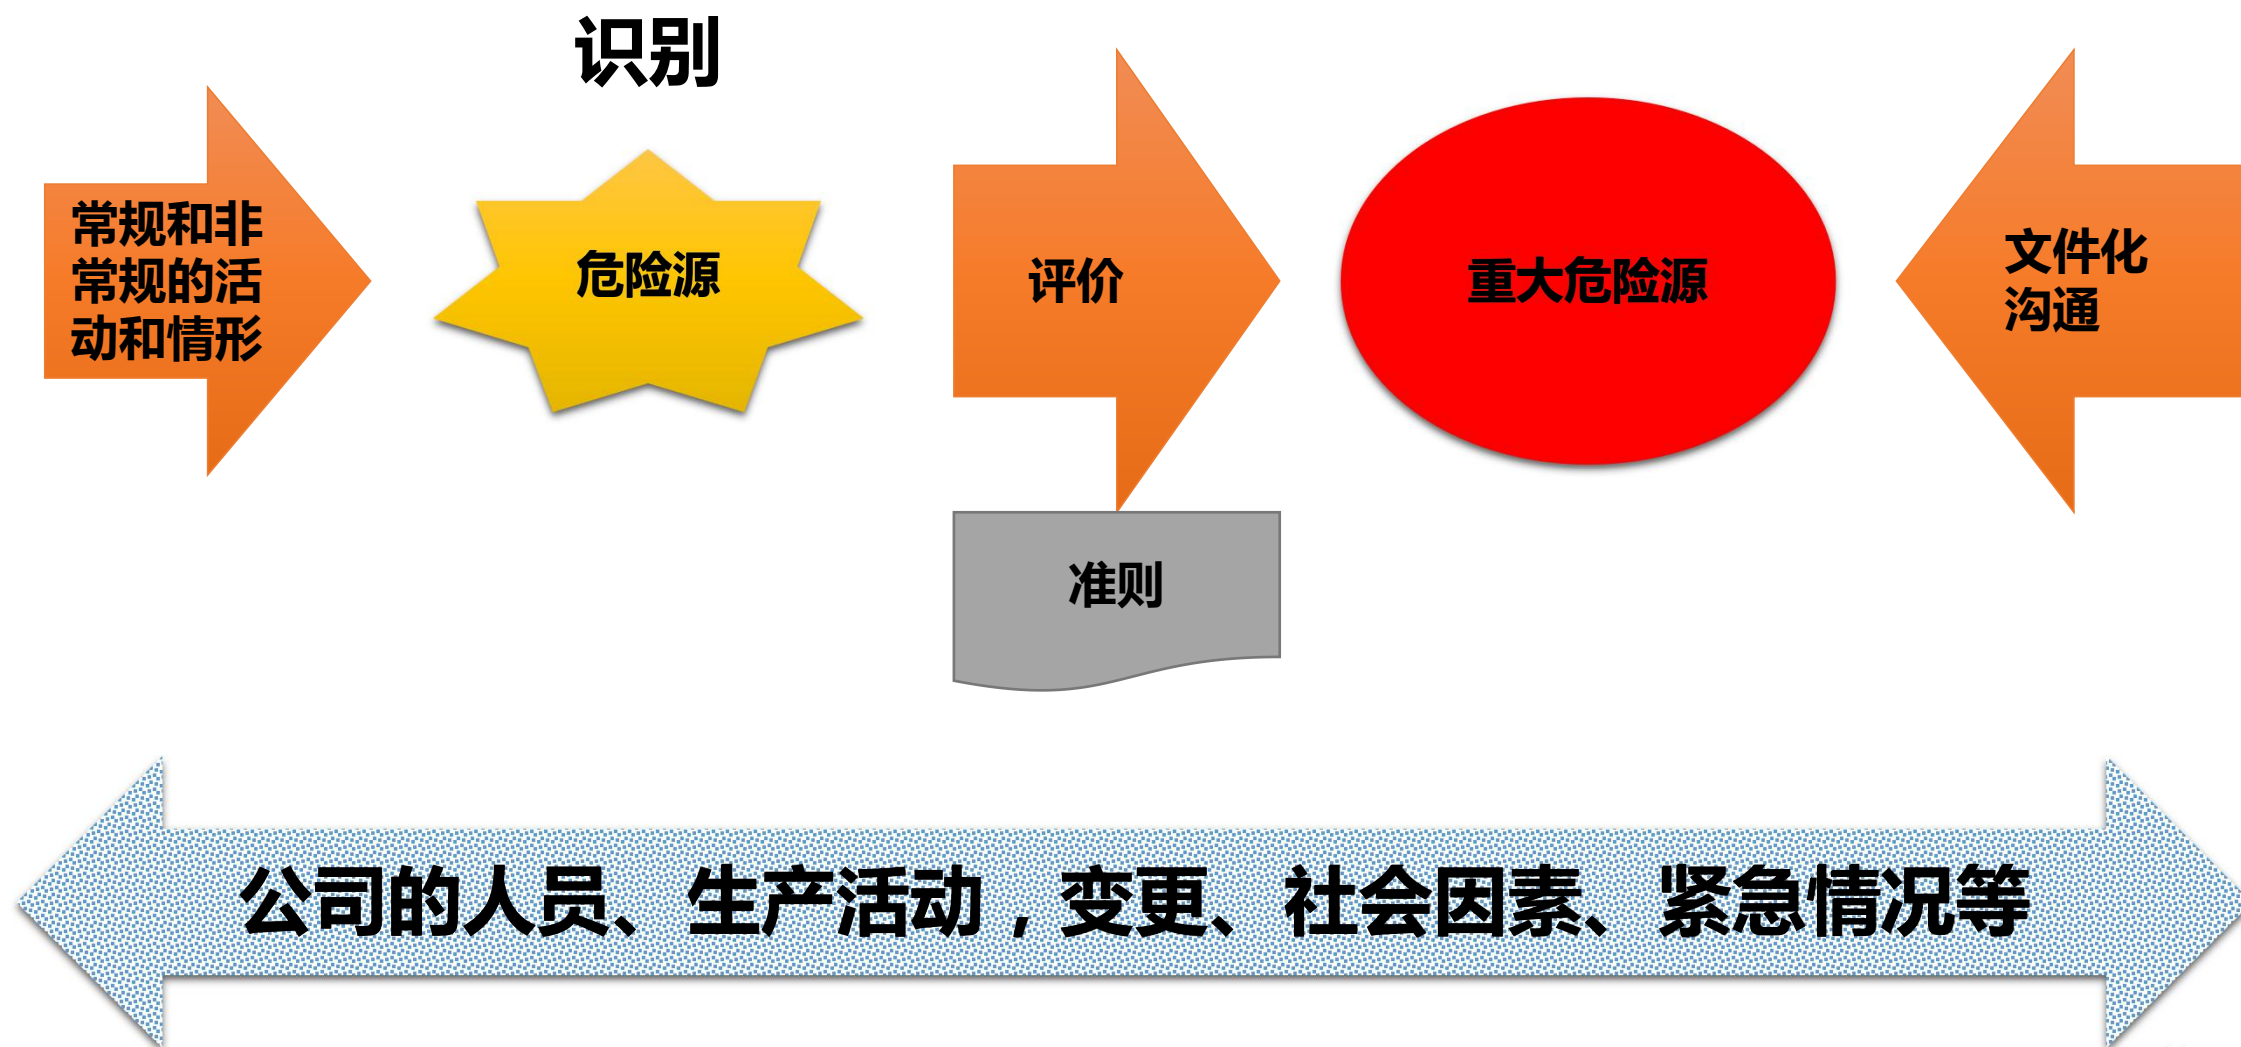 识别
常规和非
常规的活
动和情形
危险源
评价
重大危险源
文件化
沟通
准则
公司的人员、生产活动，变更、社会因素、紧急情况等